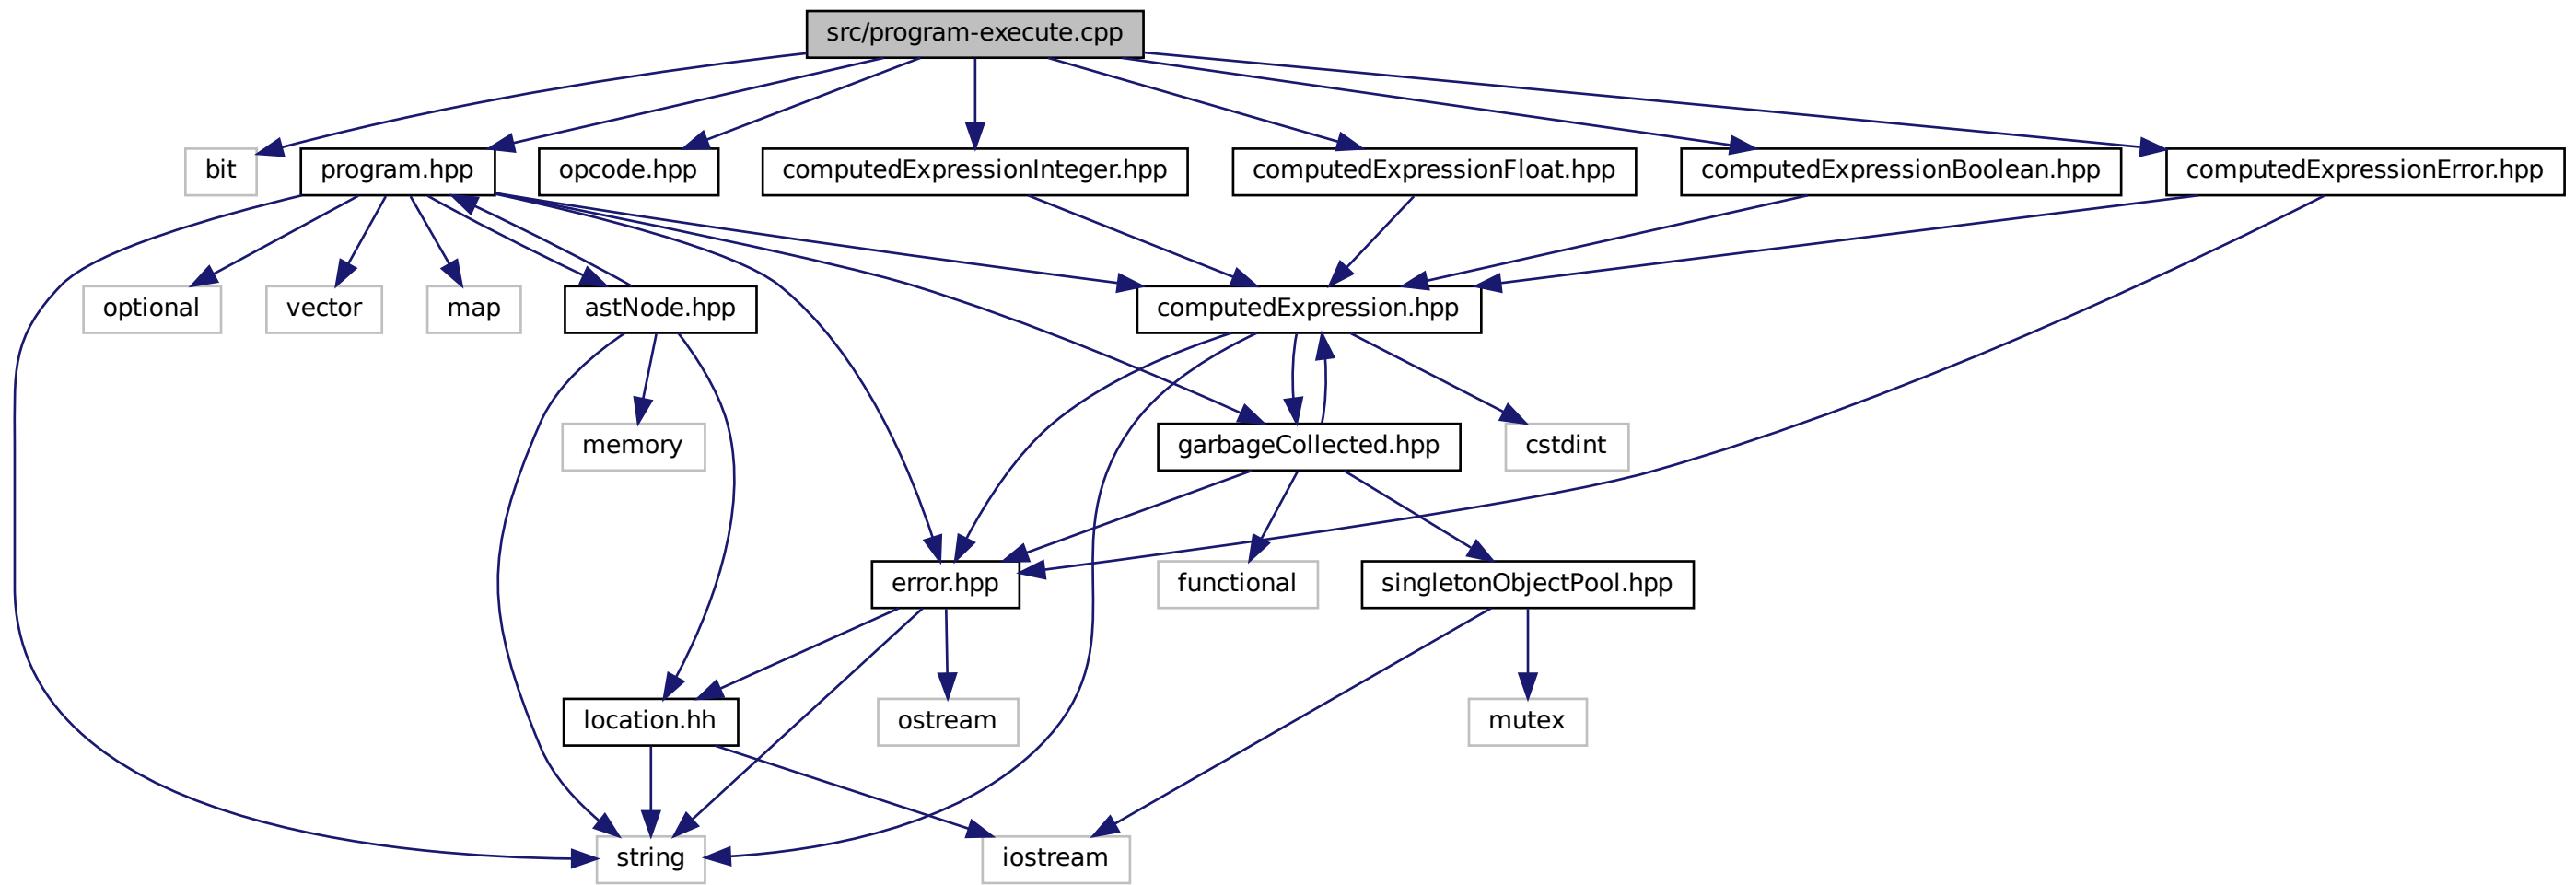 src/program-execute.cpp
bit
program.hpp
opcode.hpp
computedExpressionInteger.hpp
computedExpressionFloat.hpp
computedExpressionBoolean.hpp
computedExpressionError.hpp
optional
vector
map
astNode.hpp
computedExpression.hpp
memory
garbageCollected.hpp
cstdint
error.hpp
functional
singletonObjectPool.hpp
location.hh
ostream
mutex
string
iostream